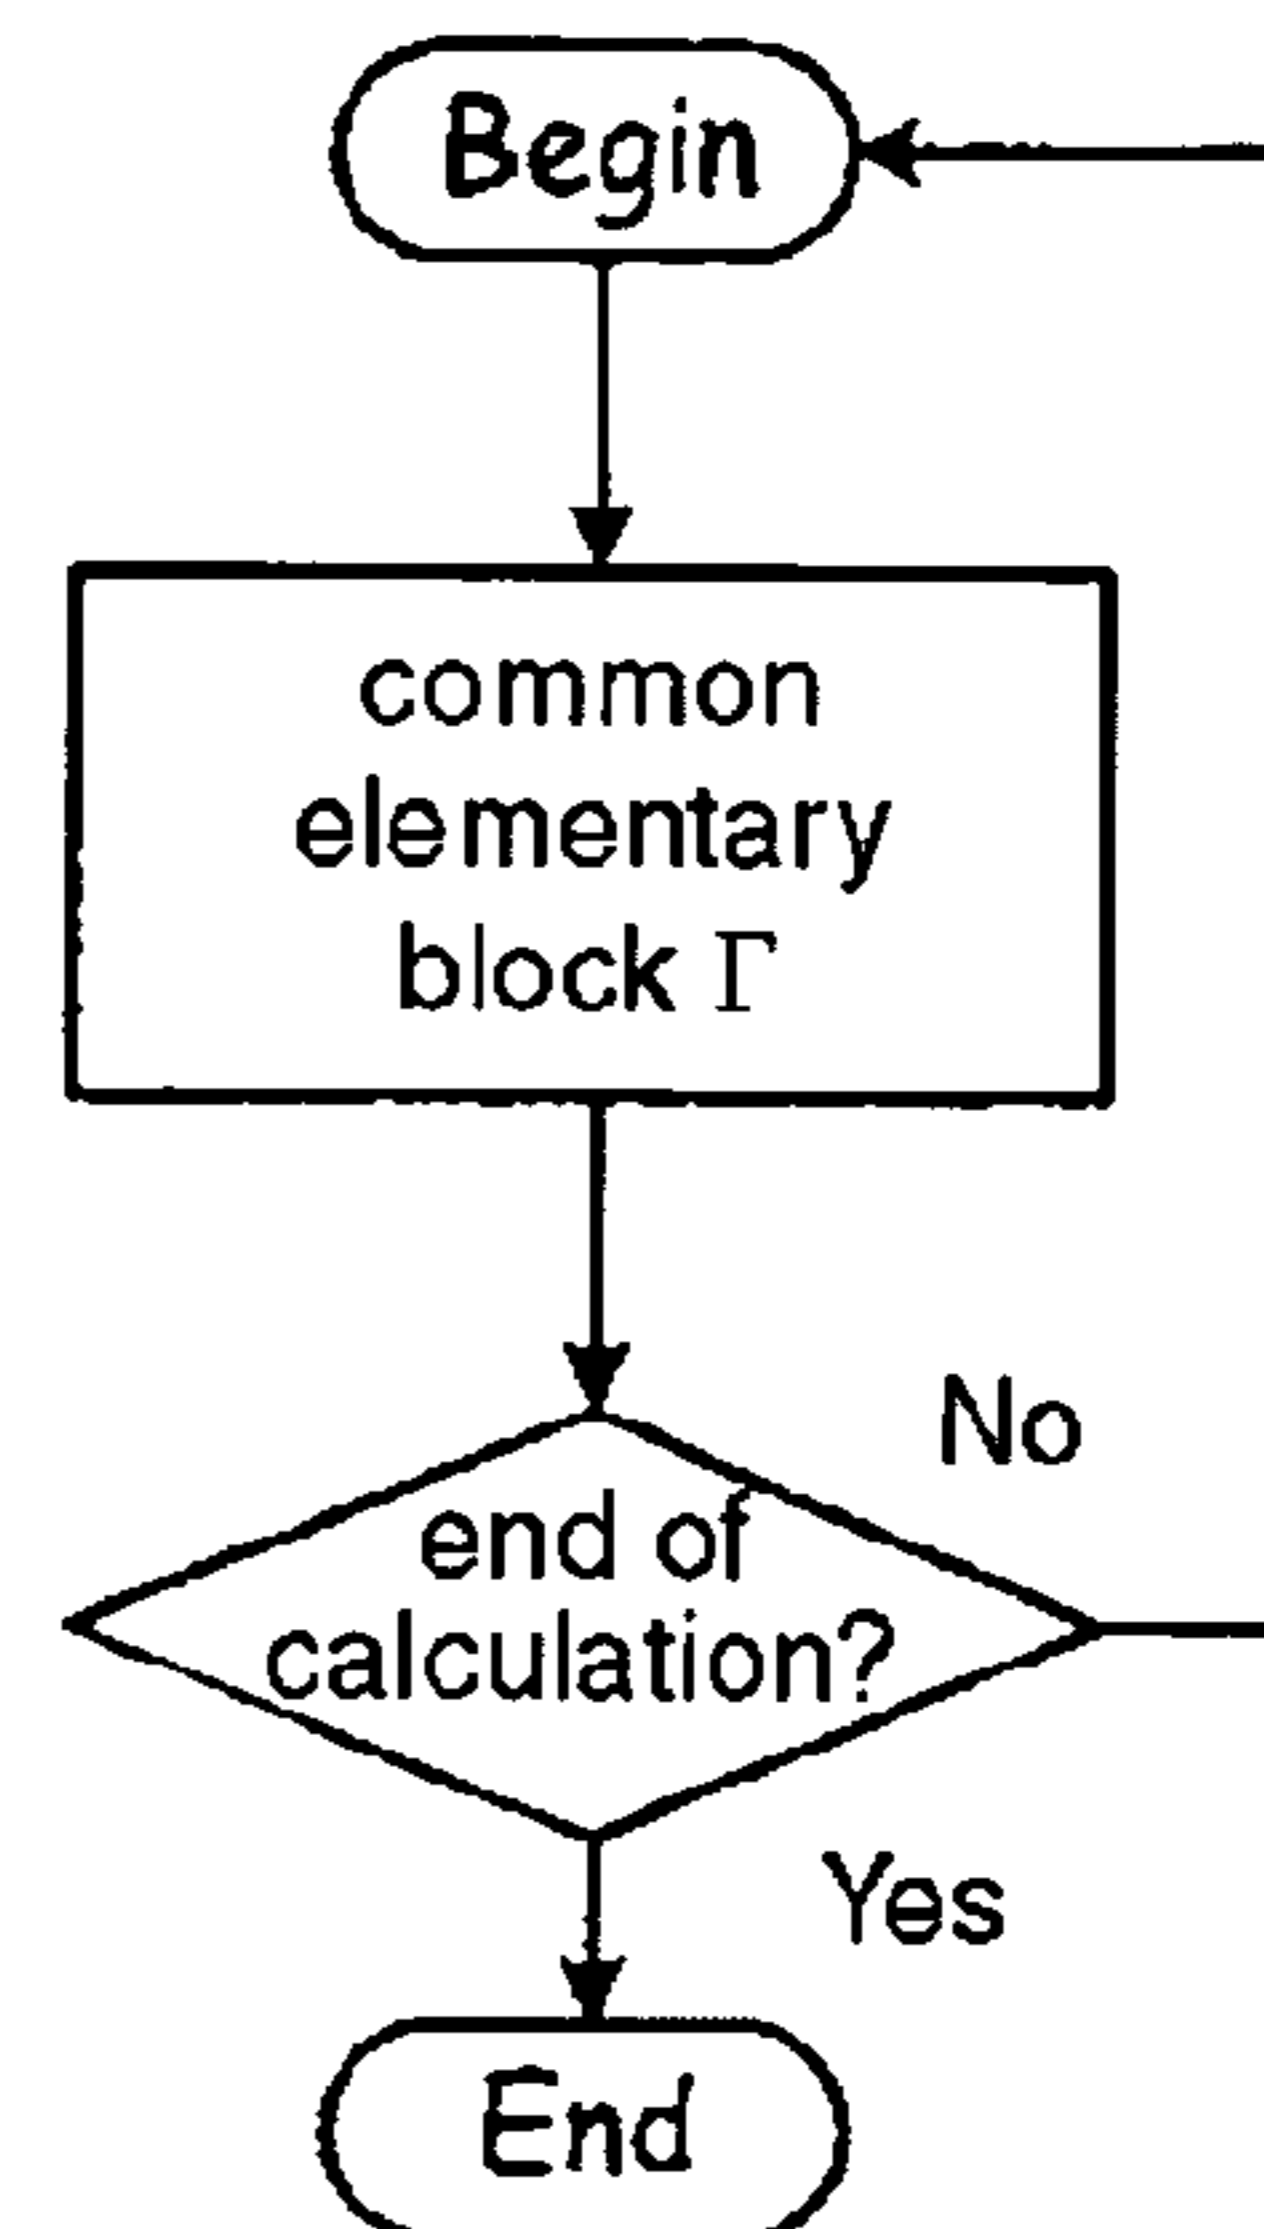 Begin
common
elementary
block Γ
No
end of
calculation?
Yes
End